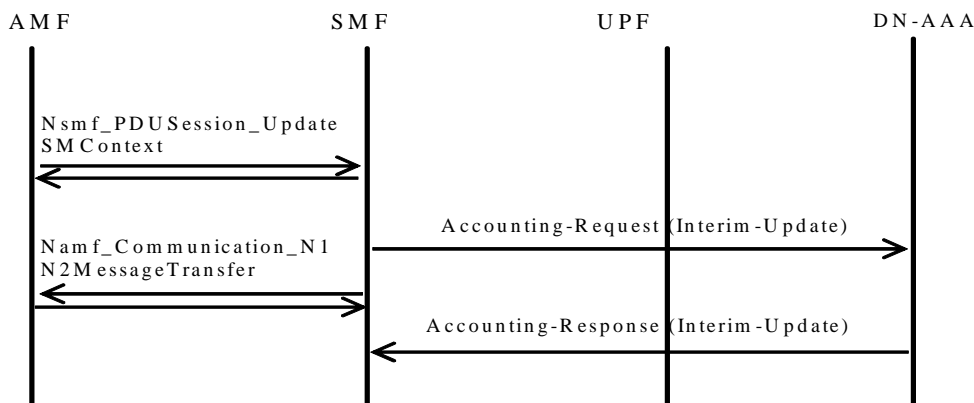 AMF
SMF
UPF
DN-AAA
Nsmf_PDUSession_Update
SMContext
Accounting-Request (Interim-Update)
Namf_Communication_N1
N2MessageTransfer
Accounting-Response (Interim-Update)